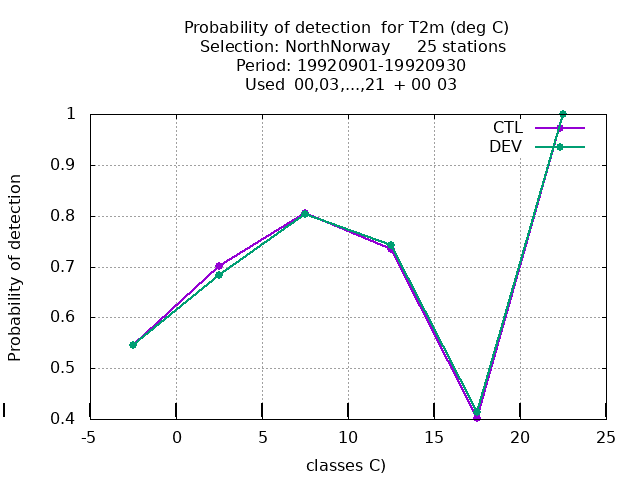 Probability of detection  for T2m (deg C)
Selection: NorthNorway     25 stations
Period: 19920901-19920930
Used  00,03,...,21  + 00 03
CTL
DEV
1
0.9
0.8
0.7
0.6
0.5
0.4
Probability of detection
-5 0 5 10 15 20 25
classes C)